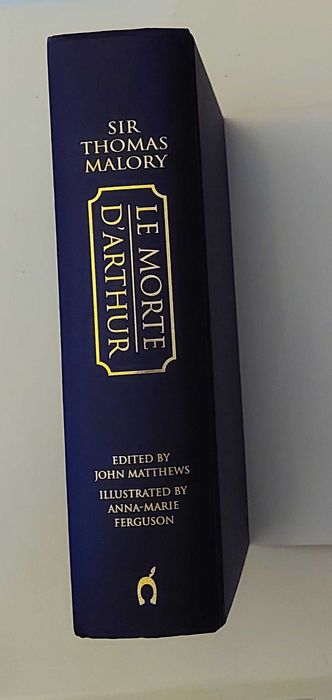 SIR
THOMAS
MALORY
LE MORTE
D'ARTHUR
EDITED BY
JOHN MATTHEWS
ILLUSTRATED BY
ANNA-MARIE
FERGUSON